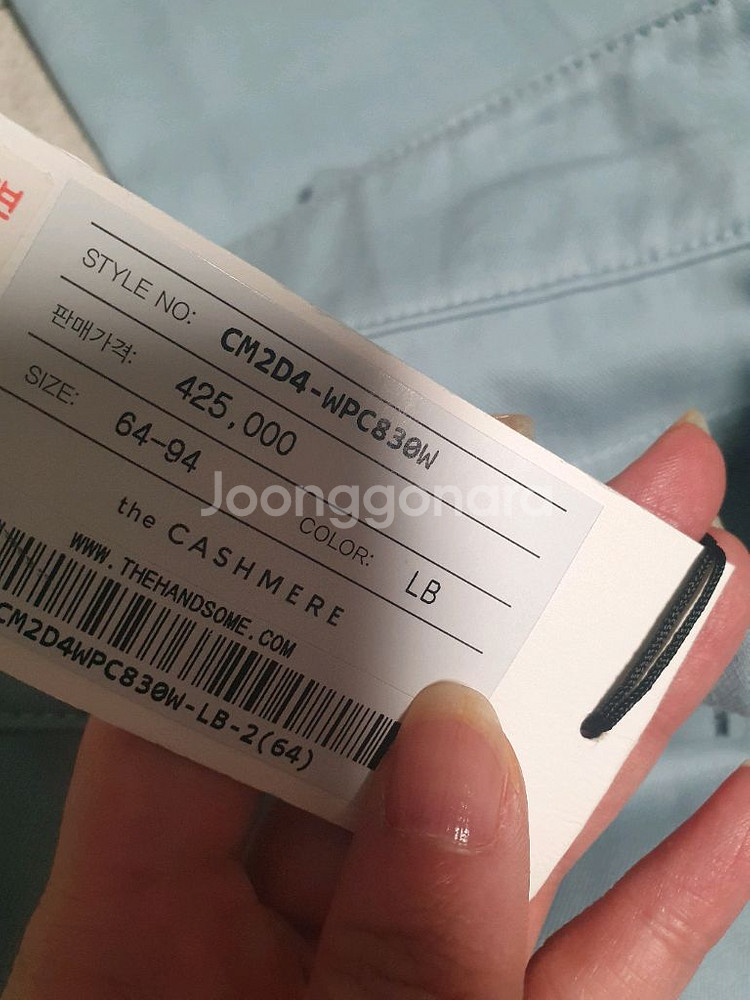 피
STYLE NO: CM2D4-WPC830W
판매가격: 425,000
SIZE: 64-94
COLOR: LB
the CASHMERE
WWW.THEHANDSOME.COM
CM2D4WPC830W-LB-2(64)
Joonggonara